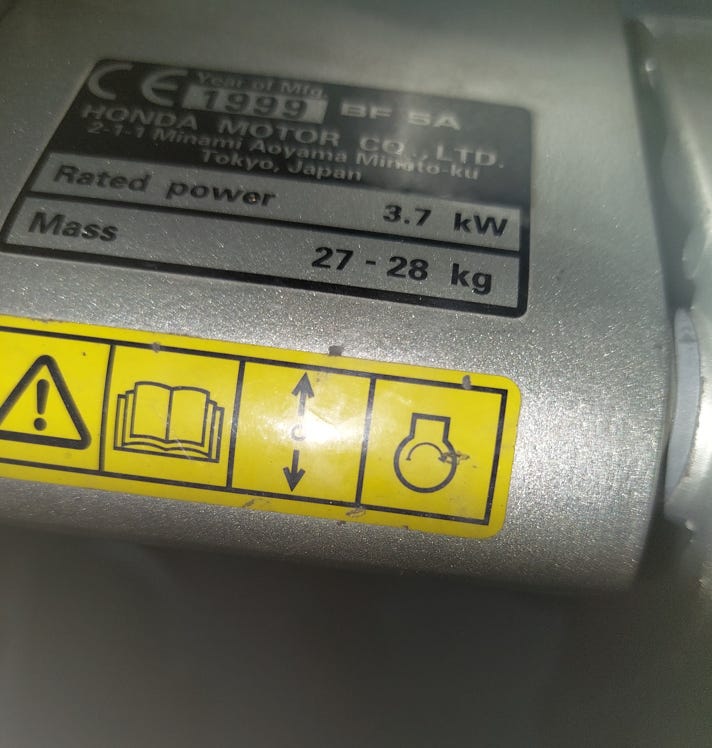 CE Year of Mfg.
1999 BF 5A
HONDA MOTOR CO., LTD.
2-1-1 Minami Aoyama Minato-ku
Tokyo, Japan
Rated power 3.7 kW
Mass 27 - 28 kg